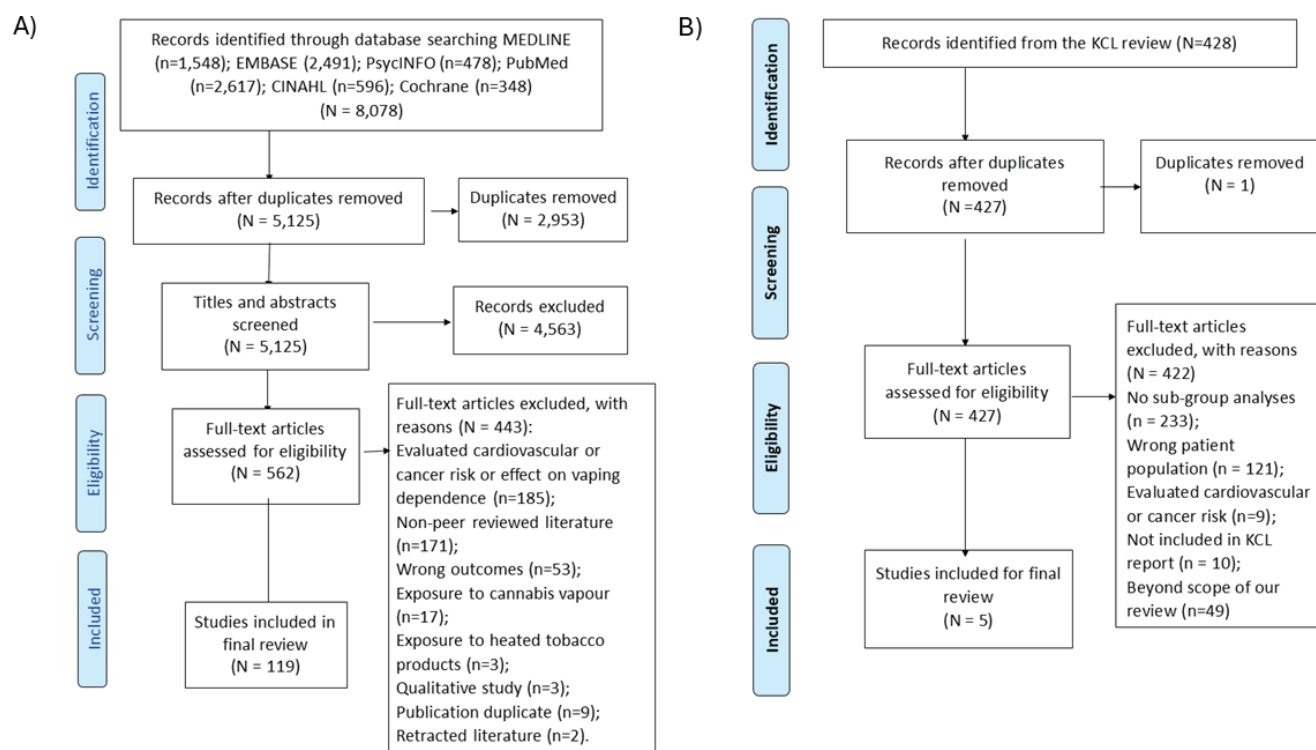 A)
Records identified through database searching MEDLINE
(n=1,548); EMBASE (2,491); PsycINFO (n=478); PubMed
(n=2,617); CINAHL (n=596); Cochrane (n=348)
(N = 8,078)
Identification
Records after duplicates removed
(N = 5,125)
Duplicates removed
(N = 2,953)
Screening
Titles and abstracts
screened
(N = 5,125)
Records excluded
(N = 4,563)
Eligibility
Full-text articles
assessed for eligibility
(N = 562)
Full-text articles excluded, with
reasons (N = 443):
Evaluated cardiovascular or
cancer risk or effect on vaping
dependence (n=185);
Non-peer reviewed literature
(n=171);
Wrong outcomes (n=53);
Exposure to cannabis vapour
(n=17);
Exposure to heated tobacco
products (n=3);
Qualitative study (n=3);
Publication duplicate (n=9);
Retracted literature (n=2).
Included
Studies included in
final review
(N = 119)
B)
Records identified from the KCL review (N=428)
Identification
Records after duplicates
removed
(N =427)
Duplicates removed
(N = 1)
Screening
Eligibility
Full-text articles
assessed for eligibility
(N = 427)
Full-text articles
excluded, with reasons
(N = 422)
No sub-group analyses
(n = 233);
Wrong patient
population (n = 121);
Evaluated cardiovascular
or cancer risk (n=9);
Not included in KCL
report (n = 10);
Beyond scope of our
review (n=49)
Included
Studies included for final
review
(N = 5)